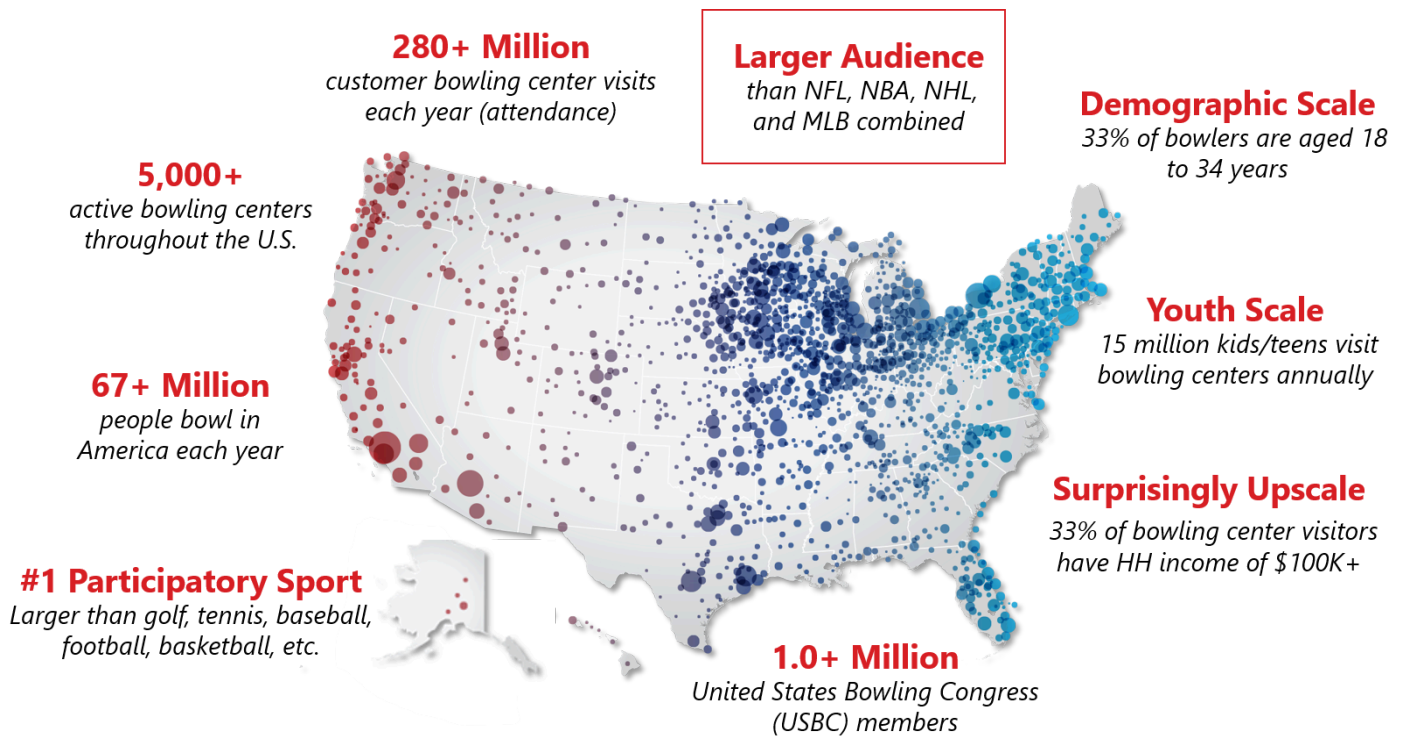 280+ Million
customer bowling center visits
each year (attendance)
Larger Audience
than NFL, NBA, NHL,
and MLB combined
Demographic Scale
33% of bowlers are aged 18
to 34 years
5,000+
active bowling centers
throughout the U.S.
Youth Scale
15 million kids/teens visit
bowling centers annually
67+ Million
people bowl in
America each year
Surprisingly Upscale
33% of bowling center visitors
have HH income of $100K+
#1 Participatory Sport
Larger than golf, tennis, baseball,
football, basketball, etc.
1.0+ Million
United States Bowling Congress
(USBC) members